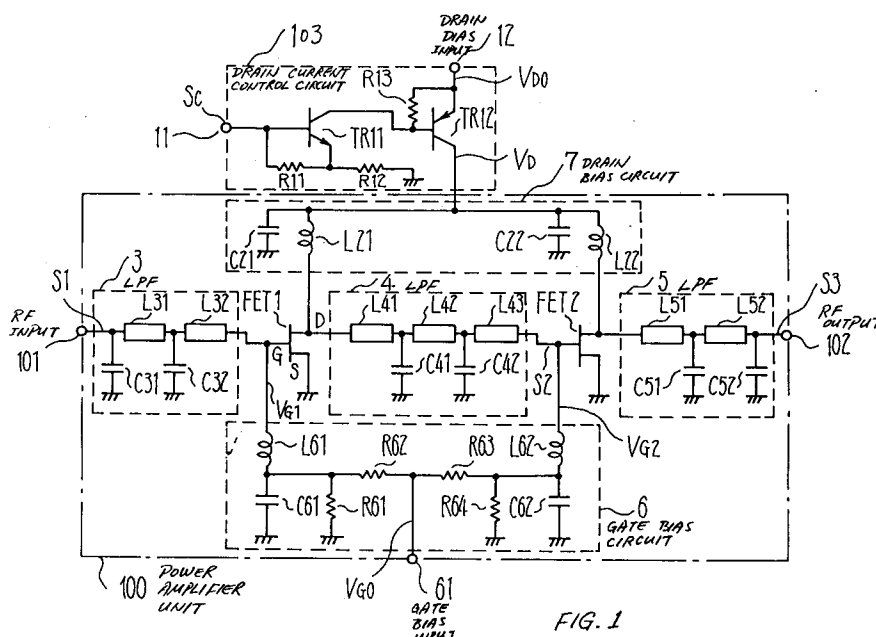 103
DRAIN
DIAS
INPUT
12
DRAIN CURRENT
CONTROL CIRCUIT
R13
VD0
Sc
11
TR11
TR12
R11
R12
VD
7 DRAIN
BIAS CIRCUIT
C21
L21
C22
L22
S1
3
LPF
L31
L32
FET1
D
4 LPF
L41
L42
L43
FET2
5 LPF
L51
L52
S3
RF
INPUT
101
RF
OUTPUT
102
G
S
C31
C32
C41
C42
S2
C51
C52
VG1
VG2
L61
R62
R63
L62
C61
R61
R64
C62
6
GATE BIAS
CIRCUIT
100
POWER
AMPLIFIER
UNIT
VG0
61
GATE
BIAS
INPUT
FIG. 1